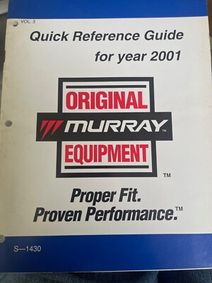 VOL. 3
Quick Reference Guide
for year 2001
ORIGINAL
MURRAY
EQUIPMENT
TM
Proper Fit.
Proven Performance.™
S—1430